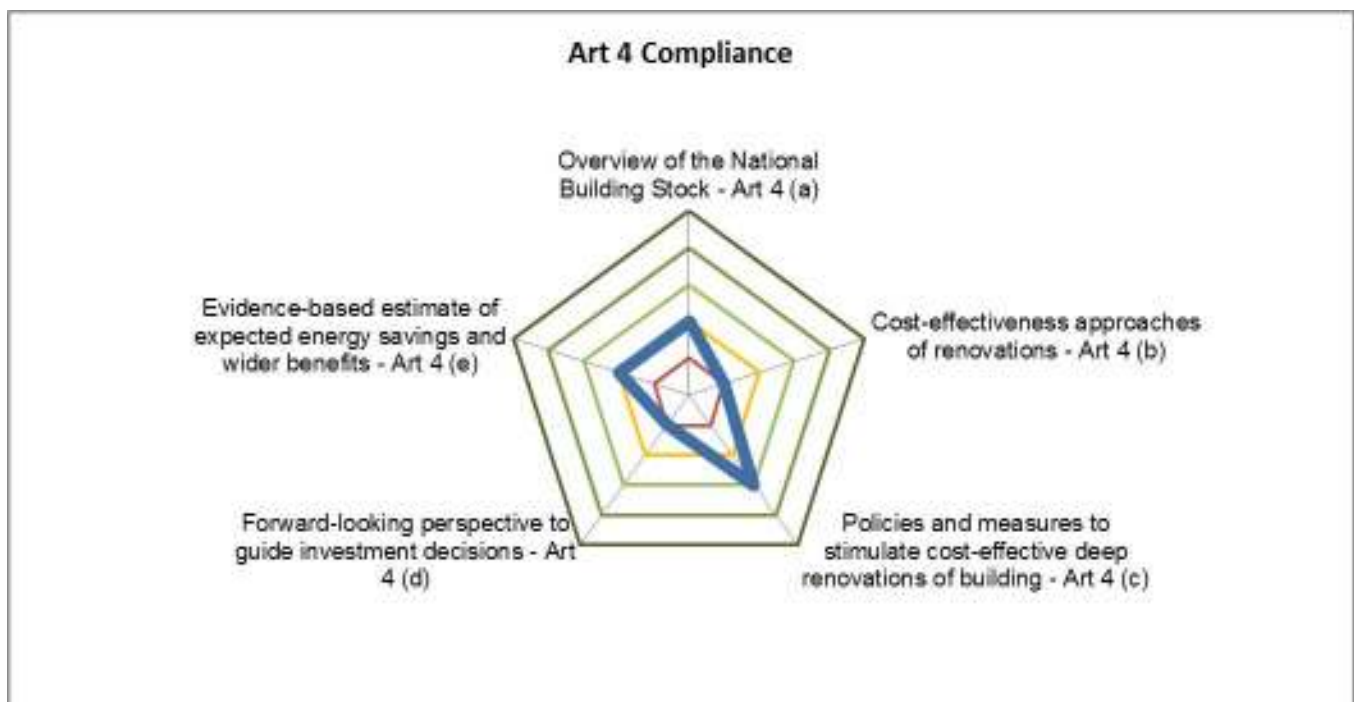 Art 4 Compliance
Overview of the National
Building Stock - Art 4 (a)
Cost-effectiveness approaches
of renovations - Art 4 (b)
Policies and measures to
stimulate cost-effective deep
renovations of building - Art 4 (c)
Forward-looking perspective to
guide investment decisions - Art
4 (d)
Evidence-based estimate of
expected energy savings and
wider benefits - Art 4 (e)